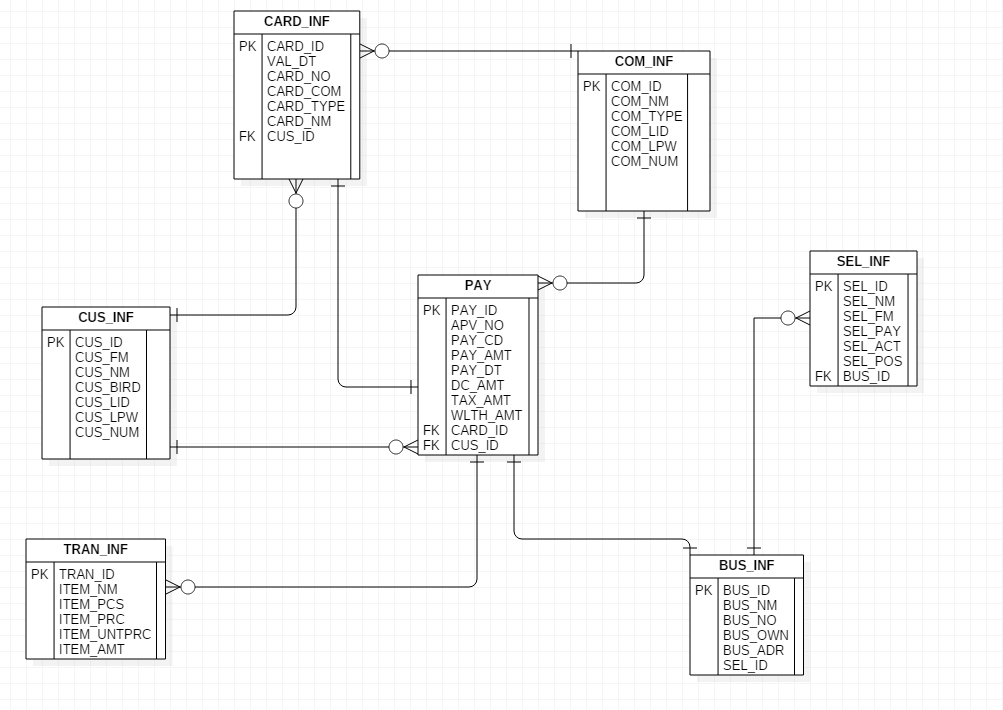 CARD_INF
PK CARD_ID
VAL_DT
CARD_NO
CARD_COM
CARD_TYPE
CARD_NM
FK CUS_ID
COM_INF
PK COM_ID
COM_NM
COM_TYPE
COM_LID
COM_LPW
COM_NUM
SEL_INF
PK SEL_ID
SEL_NM
SEL_FM
SEL_PAY
SEL_ACT
SEL_POS
FK BUS_ID
PAY
PK PAY_ID
APV_NO
PAY_CD
PAY_AMT
PAY_DT
DC_AMT
TAX_AMT
WLTH_AMT
FK CARD_ID
FK CUS_ID
CUS_INF
PK CUS_ID
CUS_FM
CUS_NM
CUS_BIRD
CUS_LID
CUS_LPW
CUS_NUM
TRAN_INF
PK TRAN_ID
ITEM_NM
ITEM_PCS
ITEM_PRC
ITEM_UNTPRC
ITEM_AMT
BUS_INF
PK BUS_ID
BUS_NM
BUS_NO
BUS_OWN
BUS_ADR
SEL_ID